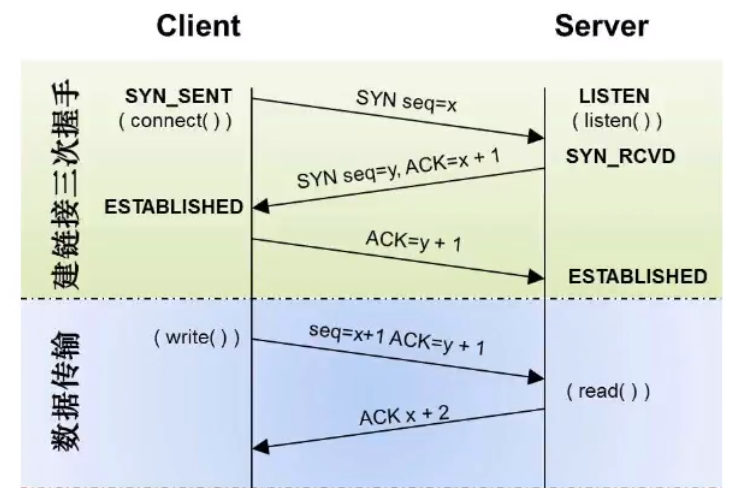 Client
Server
建链接三次握手
SYN_SENT
( connect( ) )
SYN seq=x
LISTEN
( listen( ) )
SYN_RCVD
SYN seq=y, ACK=x + 1
ESTABLISHED
ACK=y + 1
ESTABLISHED
数据传输
( write( ) )
seq=x+1 ACK=y + 1
( read( ) )
ACK x + 2